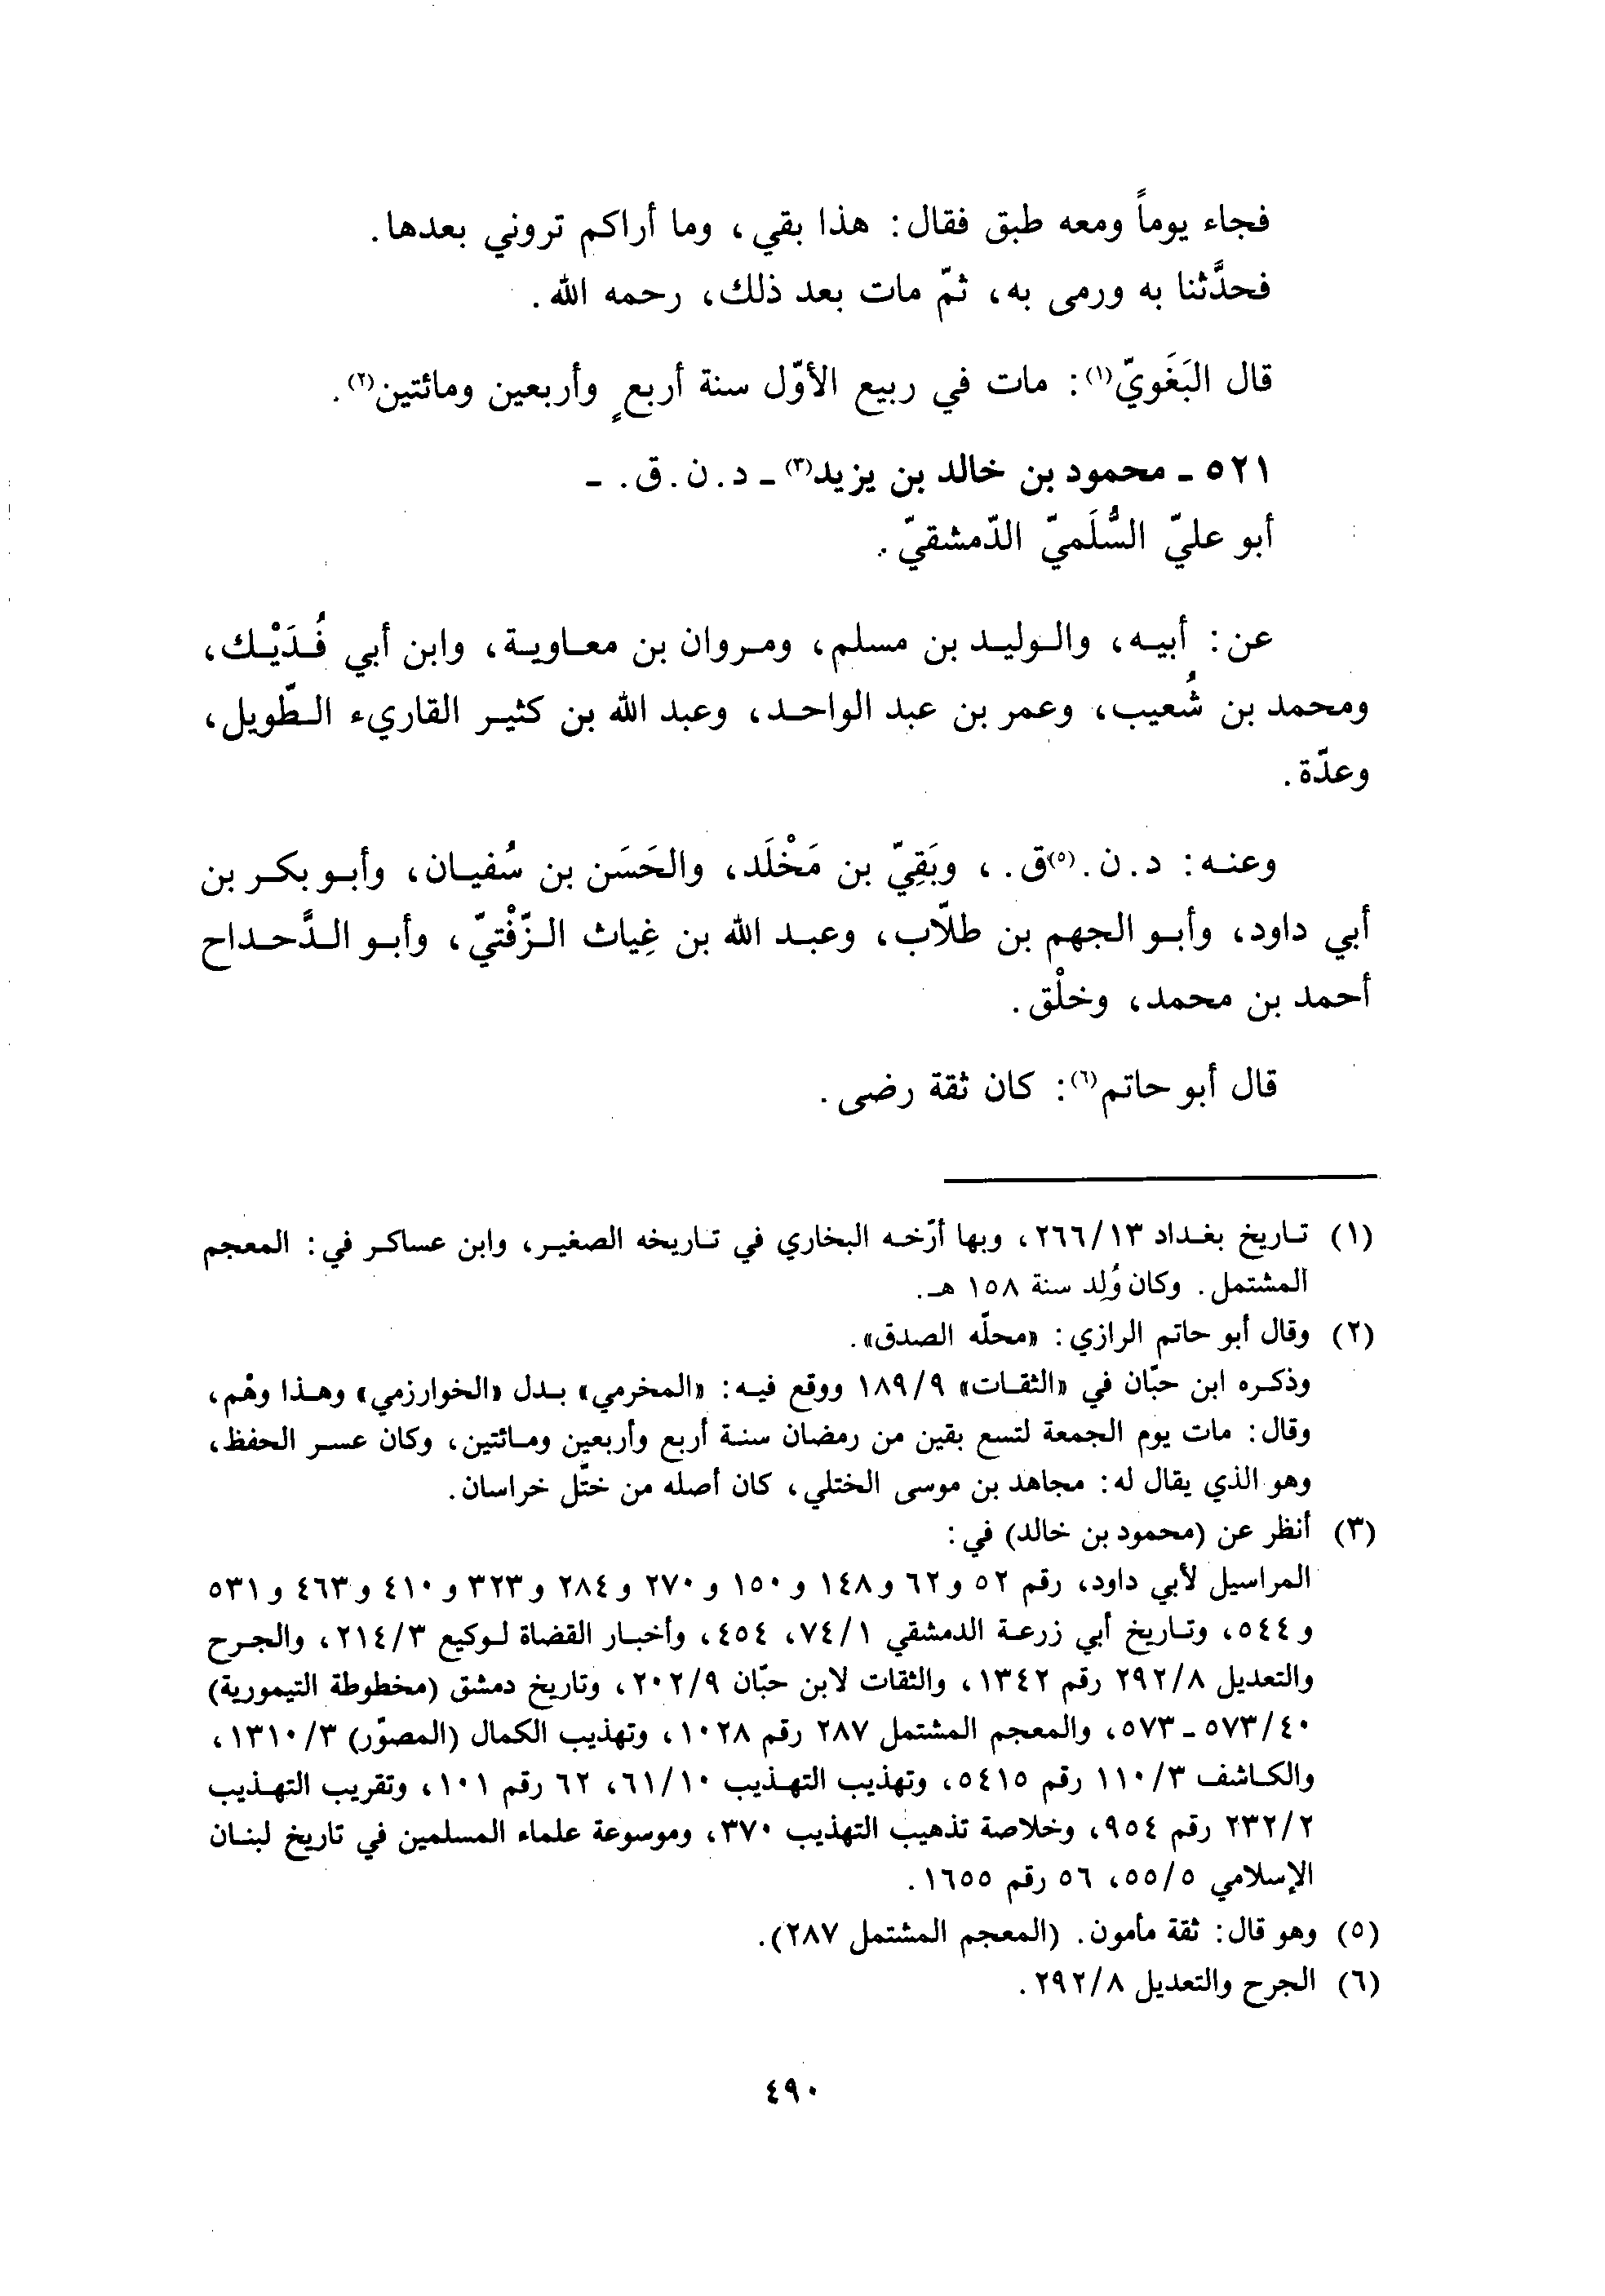 فجاء يوماً ومعه طبق فقال: هذا بقي، وما أراكم تروني بعدها.
فحدَّثنا به ورمى به، ثمّ مات بعد ذلك، رحمه الله.
قال البَغَويّ(١): مات في ربيع الأوّل سنة أربعٍ وأربعين ومائتين(٢).
٥٢١ - محمود بن خالد بن يزيد(٣) - د. ن. ق. -
أبو عليّ السُّلَميّ الدّمشقيّ.
عن: أبيه، والوليد بن مسلم، ومروان بن معاوية، وابن أبي فُدَيْك،
ومحمد بن شُعيب، وعمر بن عبد الواحد، وعبد الله بن كثير القاريء الطّويل،
وعدّة.
وعنه: د. ن.(٥) ق.، وبَقِيّ بن مَخْلَد، والحَسَن بن سُفيان، وأبو بكر بن
أبي داود، وأبو الجهم بن طلّاب، وعبد الله بن غِياث الزّفْتيّ، وأبو الدَّحداح
أحمد بن محمد، وخلْق.
قال أبو حاتم(٦): كان ثقة رضى.
(١) تاريخ بغداد ٢٦٦/١٣، وبها أرّخه البخاري في تاريخه الصغير، وابن عساكر في: المعجم
المشتمل. وكان وُلِد سنة ١٥٨ هـ.
(٢) وقال أبو حاتم الرازي: «محلّه الصدق».
وذكره ابن حبّان في «الثقات» ١٨٩/٩ ووقع فيه: «المخرمي» بدل «الخوارزمي» وهذا وهْم،
وقال: مات يوم الجمعة لتسع بقين من رمضان سنة أربع وأربعين ومائتين، وكان عسر الحفظ،
وهو الذي يقال له: مجاهد بن موسى الختلي، كان أصله من ختّل خراسان.
(٣) أنظر عن (محمود بن خالد) في:
المراسيل لأبي داود، رقم ٥٢ و٦٢ و١٤٨ و١٥٠ و٢٧٠ و٢٨٤ و٣٢٣ و٤١٠ و٤٦٣ و٥٣١
و٥٤٤، وتاريخ أبي زرعة الدمشقي ٧٤/١، ٤٥٤، وأخبار القضاة لوكيع ٢١٤/٣، والجرح
والتعديل ٢٩٢/٨ رقم ١٣٤٢، والثقات لابن حبّان ٢٠٢/٩، وتاريخ دمشق (مخطوطة التيمورية)
٥٧٣/٤٠ - ٥٧٣، والمعجم المشتمل ٢٨٧ رقم ١٠٢٨، وتهذيب الكمال (المصوّر) ١٣١٠/٣،
والكاشف ١١٠/٣ رقم ٥٤١٥، وتهذيب التهذيب ٦١/١٠، ٦٢ رقم ١٠١، وتقريب التهذيب
٢٣٢/٢ رقم ٩٥٤، وخلاصة تذهيب التهذيب ٣٧٠، وموسوعة علماء المسلمين في تاريخ لبنان
الإسلامي ٥٥/٥، ٥٦ رقم ١٦٥٥.
(٥) وهو قال: ثقة مأمون. (المعجم المشتمل ٢٨٧).
(٦) الجرح والتعديل ٢٩٢/٨.
٤٩٠